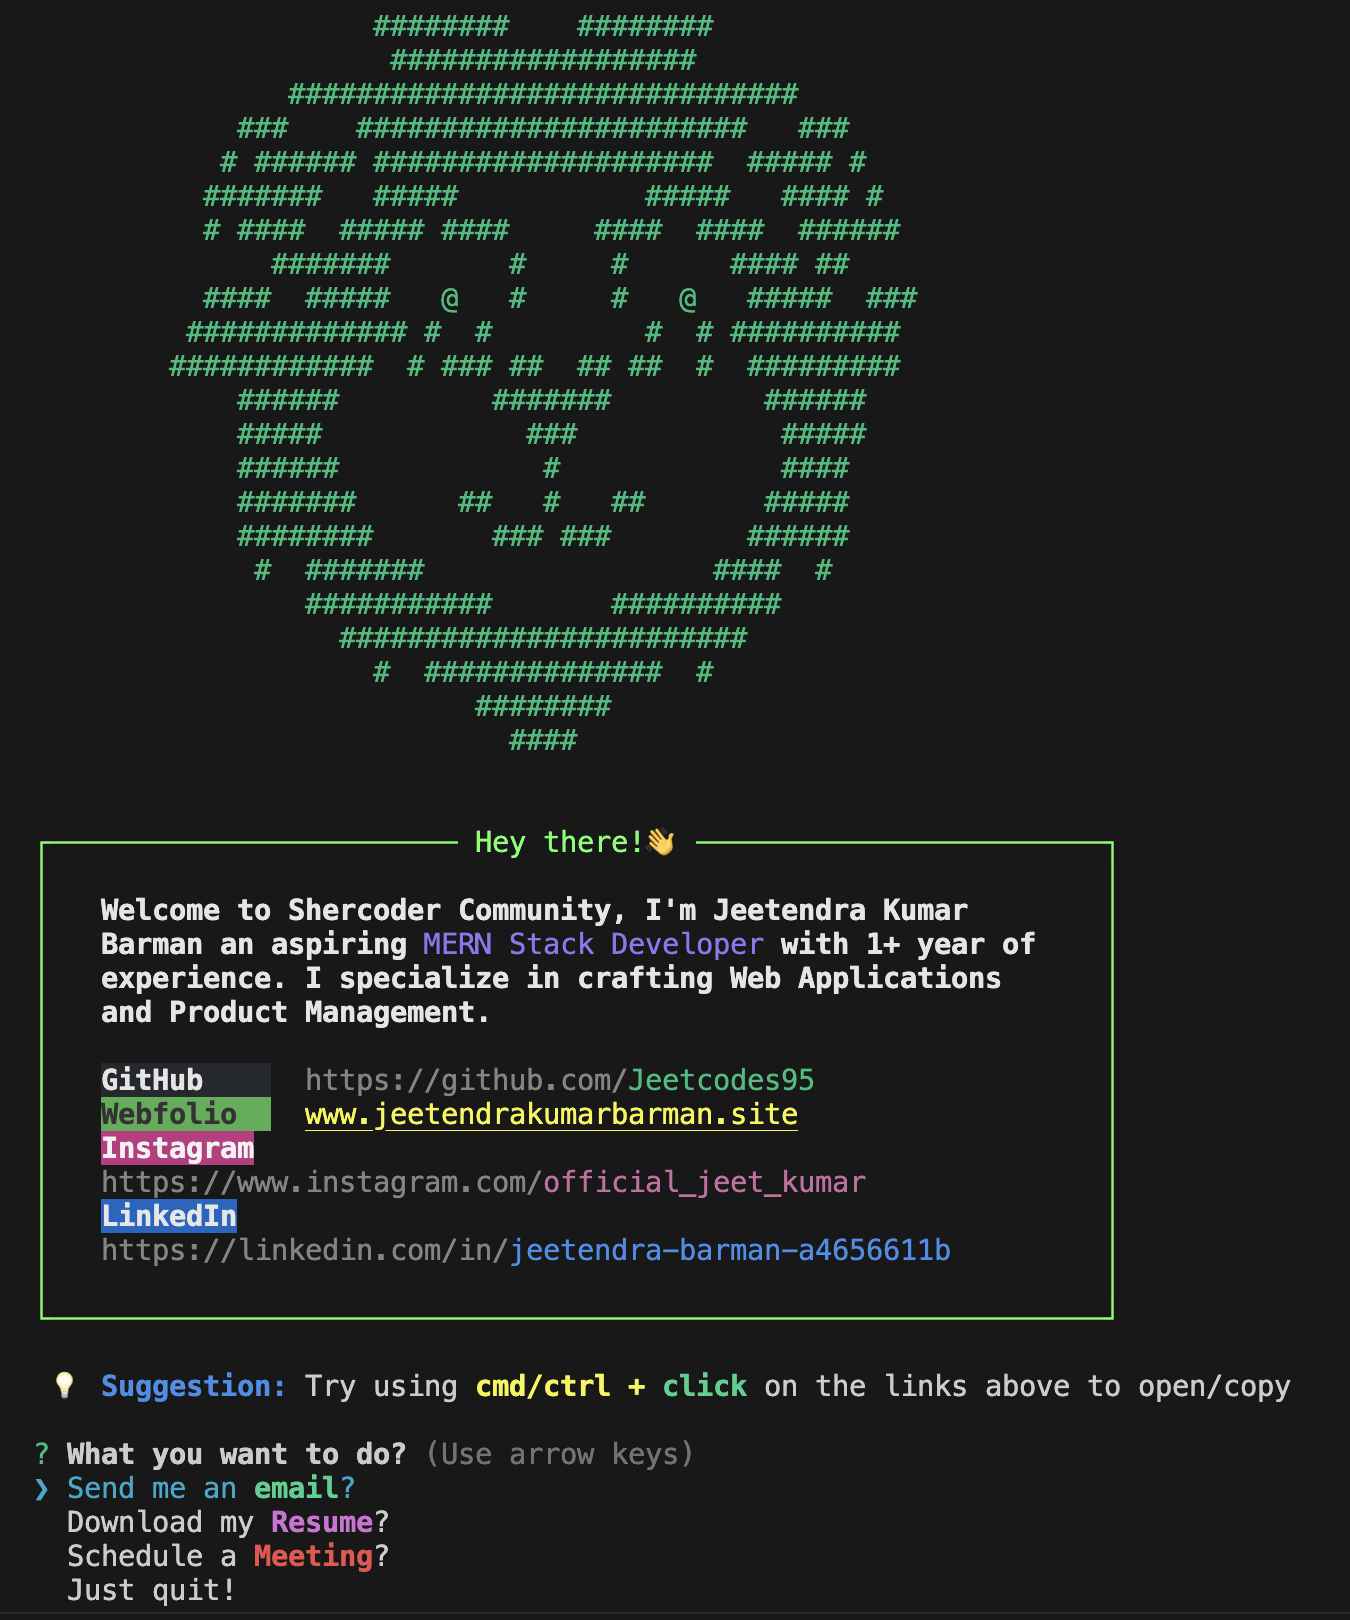 ######## ########
##################
##############################
### ####################### ###
# ###### #################### ##### #
####### ##### ##### #### #
# #### ##### #### #### #### ######
####### # # #### ##
#### ##### @ # # @ ##### ###
############# # # # # ##########
############ # ### ## ## ## # #########
###### ####### ######
##### ### #####
###### # ####
####### ## # ## #####
######## ### ### ######
# ####### #### #
########### ##########
########################
# ############## #
########
####
Hey there!👋
Welcome to Shercoder Community, I'm Jeetendra Kumar
Barman an aspiring MERN Stack Developer with 1+ year of
experience. I specialize in crafting Web Applications
and Product Management.
GitHub https://github.com/Jeetcodes95
Webfolio www.jeetendrakumarbarman.site
Instagram
https://www.instagram.com/official_jeet_kumar
LinkedIn
https://linkedin.com/in/jeetendra-barman-a4656611b
💡 Suggestion: Try using cmd/ctrl + click on the links above to open/copy
? What you want to do? (Use arrow keys)
❯ Send me an email?
Download my Resume?
Schedule a Meeting?
Just quit!